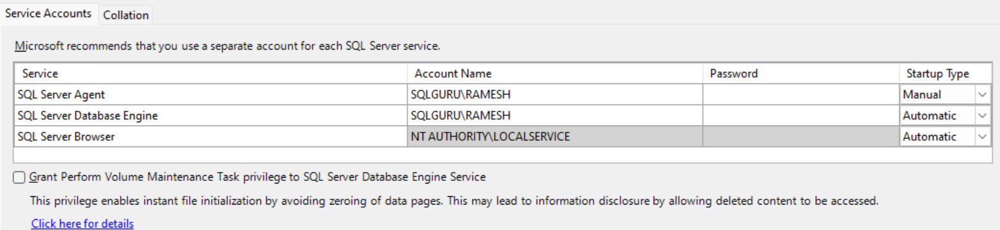 Service Accounts Collation
Microsoft recommends that you use a separate account for each SQL Server service.
Service Account Name Password Startup Type
SQL Server Agent SQLGURU\RAMESH Manual
SQL Server Database Engine SQLGURU\RAMESH Automatic
SQL Server Browser NT AUTHORITY\LOCALSERVICE Automatic
Grant Perform Volume Maintenance Task privilege to SQL Server Database Engine Service
This privilege enables instant file initialization by avoiding zeroing of data pages. This may lead to information disclosure by allowing deleted content to be accessed.
Click here for details